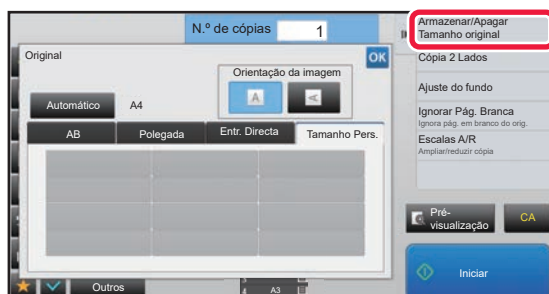 N.º de cópias 1
Original
OK
Orientação da imagem
A
A
Automático
A4
AB
Polegada
Entr. Directa
Tamanho Pers.
Outros
A3
Armazenar/Apagar
Tamanho original
Cópia 2 Lados
Ajuste do fundo
Ignorar Pág. Branca
Ignora pág. em branco do orig.
Escalas A/R
Ampliar/reduzir cópia
Pré-
visualização
CA
Iniciar